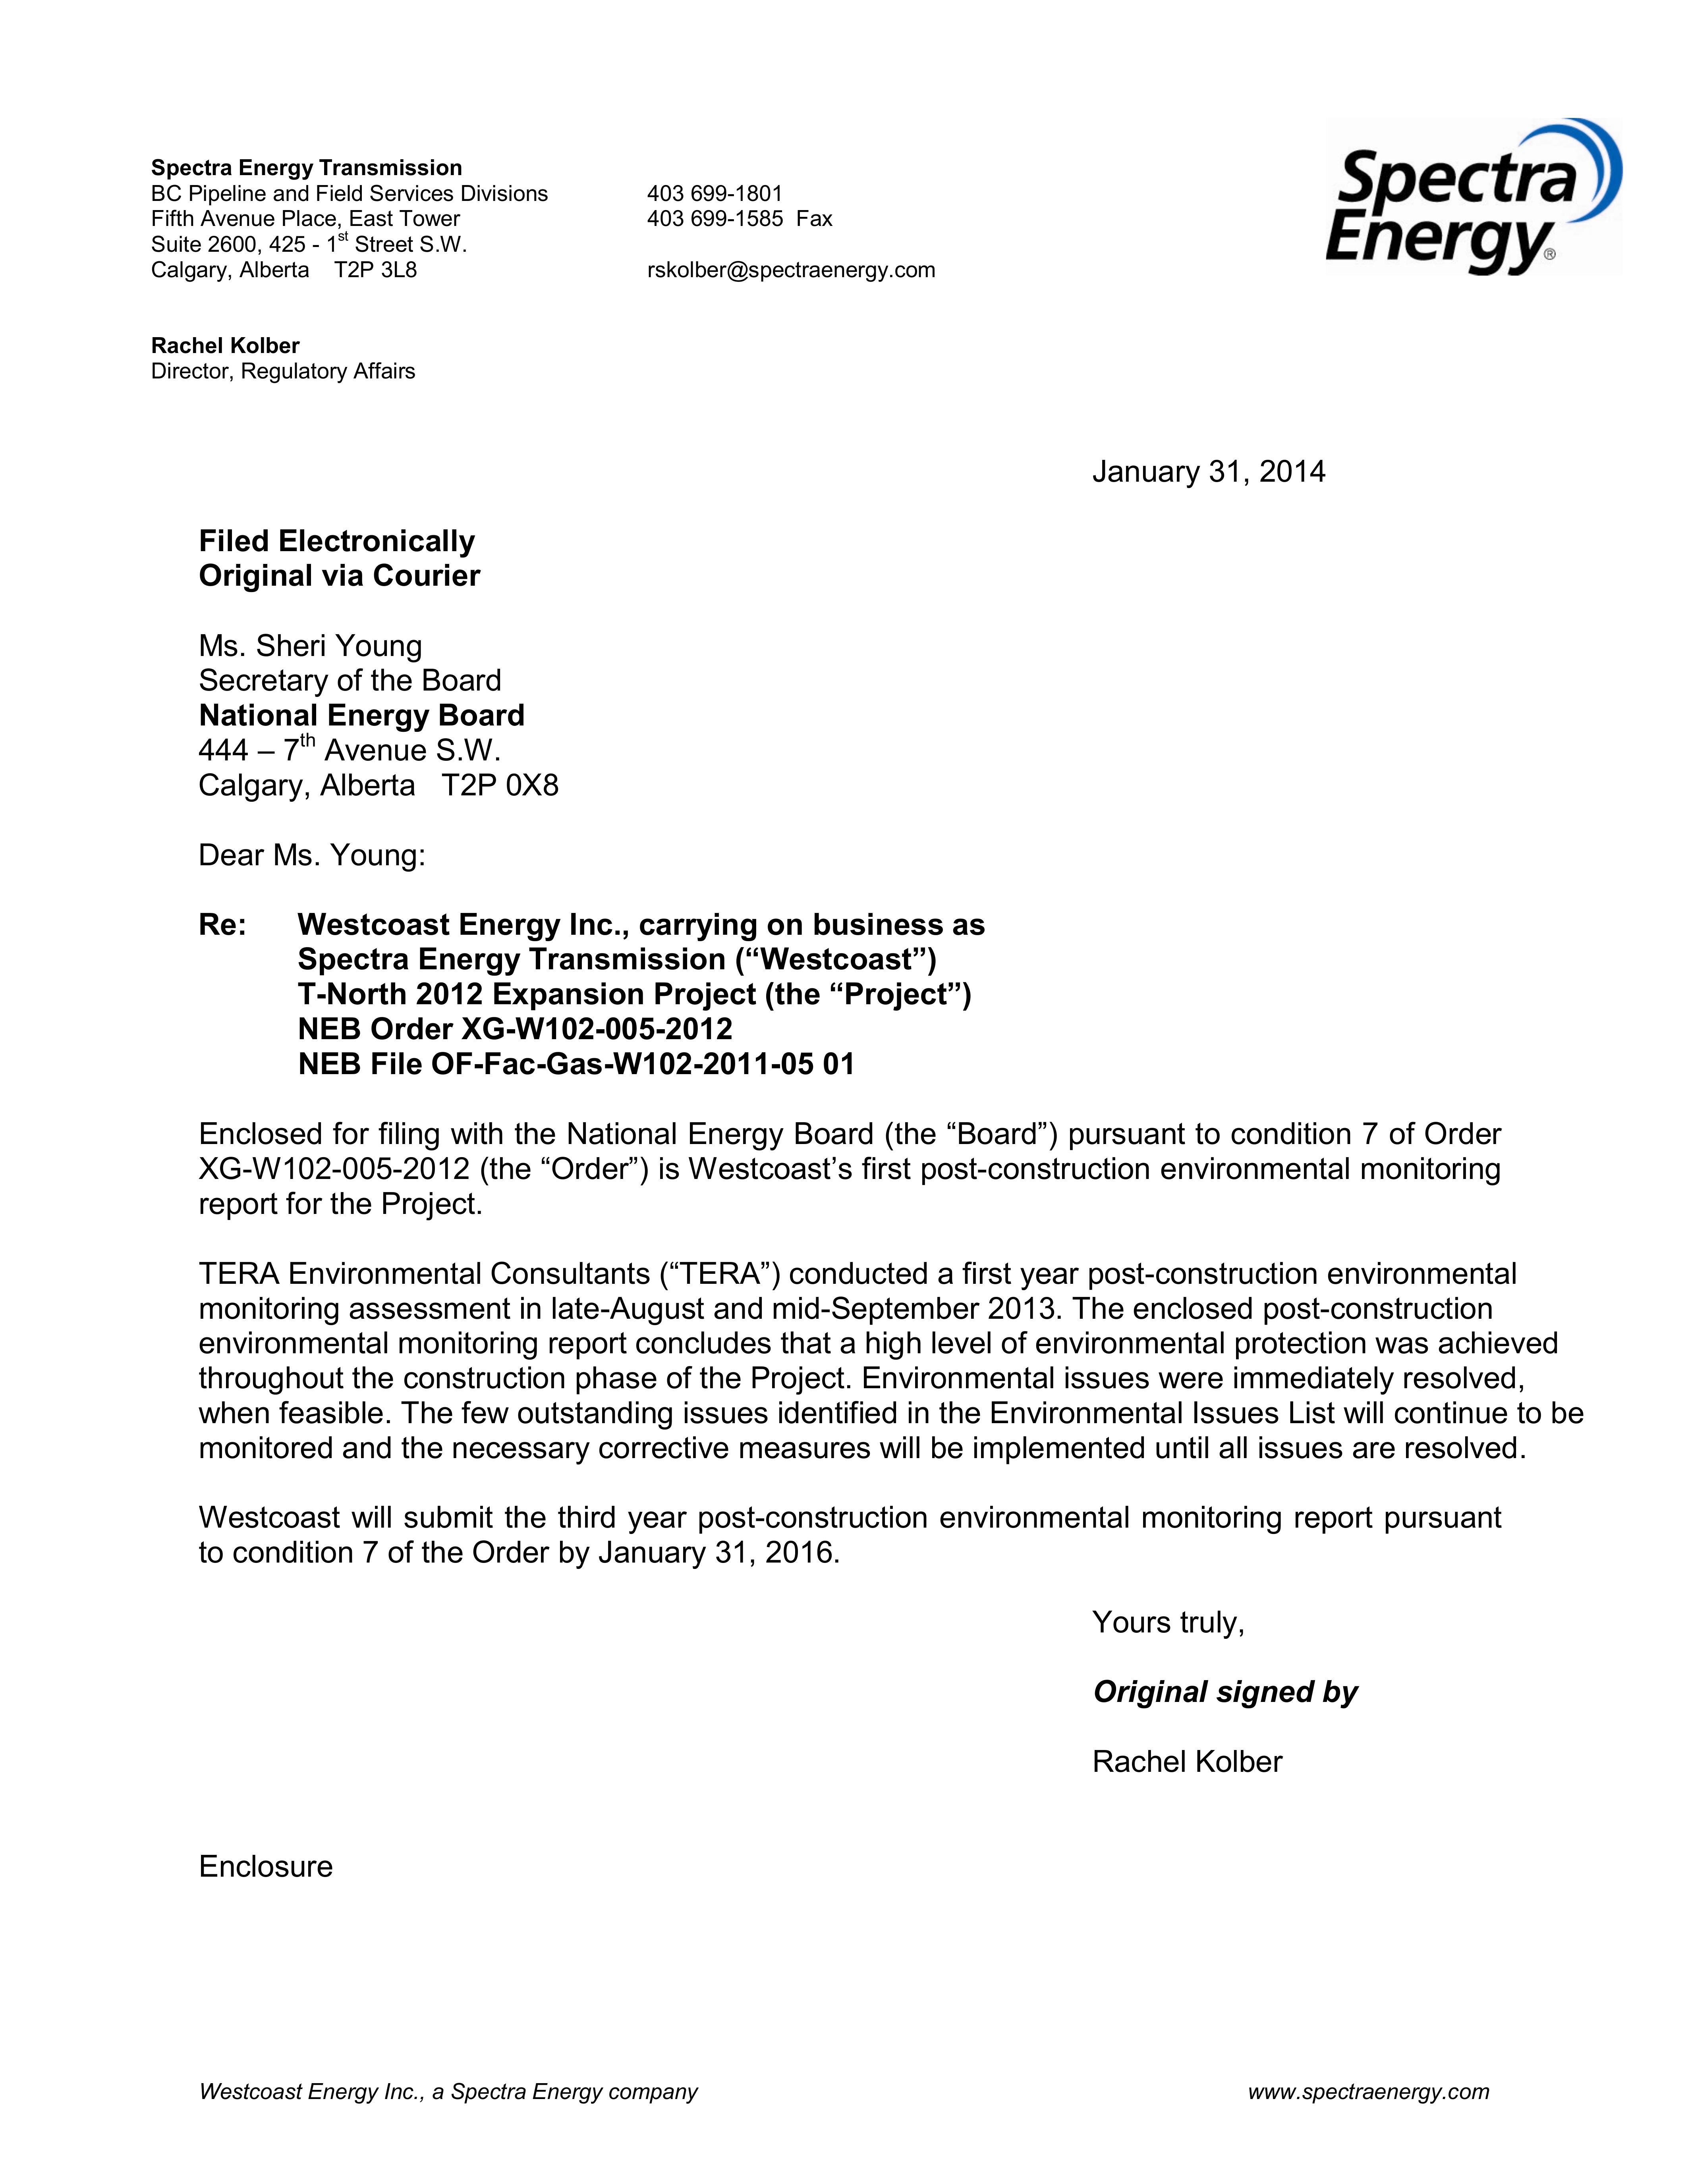 Spectra Energy Transmission
BC Pipeline and Field Services Divisions 403 699-1801
Fifth Avenue Place, East Tower 403 699-1585 Fax
Suite 2600, 425 - 1st Street S.W.
Calgary, Alberta T2P 3L8 rskolber@spectraenergy.com
Spectra
Energy®
Rachel Kolber
Director, Regulatory Affairs
January 31, 2014
Filed Electronically
Original via Courier
Ms. Sheri Young
Secretary of the Board
National Energy Board
444 – 7th Avenue S.W.
Calgary, Alberta T2P 0X8
Dear Ms. Young:
Re: Westcoast Energy Inc., carrying on business as
Spectra Energy Transmission (“Westcoast”)
T-North 2012 Expansion Project (the “Project”)
NEB Order XG-W102-005-2012
NEB File OF-Fac-Gas-W102-2011-05 01
Enclosed for filing with the National Energy Board (the “Board”) pursuant to condition 7 of Order
XG-W102-005-2012 (the “Order”) is Westcoast’s first post-construction environmental monitoring
report for the Project.
TERA Environmental Consultants (“TERA”) conducted a first year post-construction environmental
monitoring assessment in late-August and mid-September 2013. The enclosed post-construction
environmental monitoring report concludes that a high level of environmental protection was achieved
throughout the construction phase of the Project. Environmental issues were immediately resolved,
when feasible. The few outstanding issues identified in the Environmental Issues List will continue to be
monitored and the necessary corrective measures will be implemented until all issues are resolved.
Westcoast will submit the third year post-construction environmental monitoring report pursuant
to condition 7 of the Order by January 31, 2016.
Yours truly,
Original signed by
Rachel Kolber
Enclosure
Westcoast Energy Inc., a Spectra Energy company www.spectraenergy.com